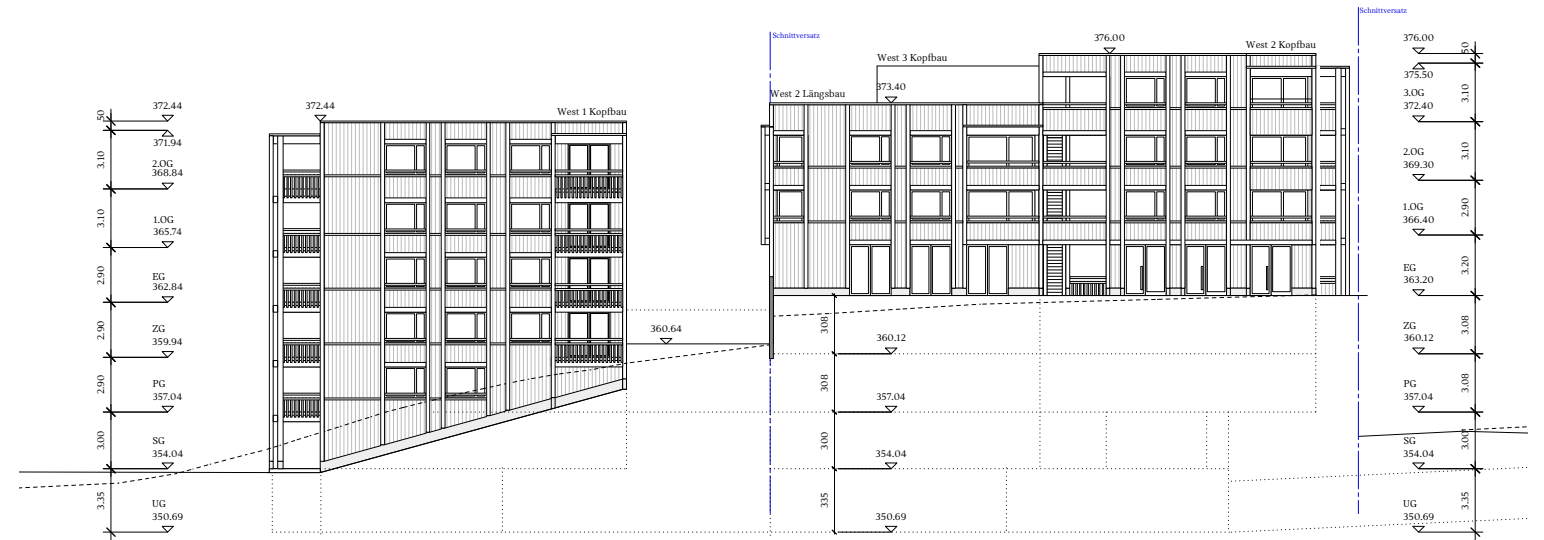 Schnittversatz
Schnittversatz
372.44
50
371.94
3.10
2.OG
368.84
3.10
1.OG
365.74
2.90
EG
362.84
2.90
ZG
359.94
2.90
PG
357.04
3.00
SG
354.04
3.35
UG
350.69
372.44
West 1 Kopfbau
360.64
West 2 Längsbau
West 3 Kopfbau
373.40
376.00
West 2 Kopfbau
308
360.12
308
357.04
300
354.04
335
350.69
376.00
50
375.50
3.10
3.OG
372.40
3.10
2.OG
369.30
2.90
1.OG
366.40
3.20
EG
363.20
3.08
ZG
360.12
3.08
PG
357.04
3.00
SG
354.04
3.35
UG
350.69